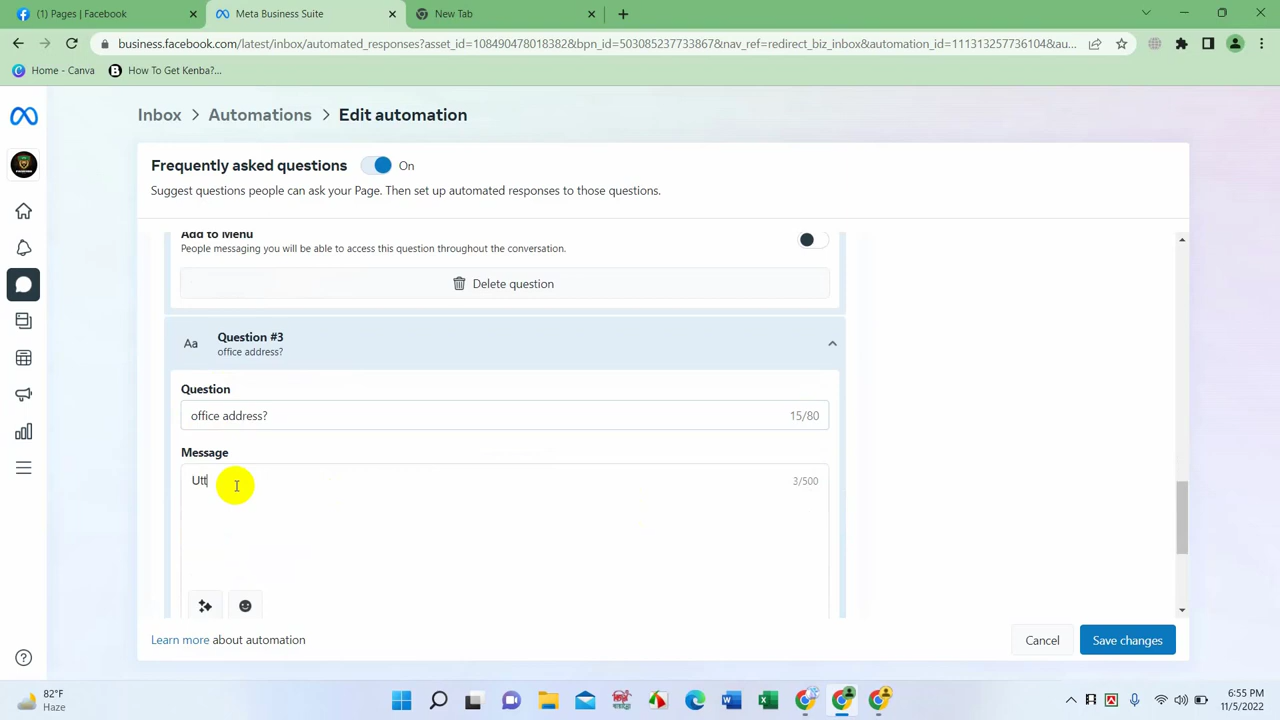 (1) Pages | Facebook
Meta Business Suite
New Tab
business.facebook.com/latest/inbox/automated_responses?asset_id=108490478018382&bpn_id=503085237733867&nav_ref=redirect_biz_inbox&automation_id=111313257736104&au...
Home - Canva
How To Get Kenba?...
Inbox > Automations > Edit automation
Frequently asked questions
On
Suggest questions people can ask your Page. Then set up automated responses to those questions.
Add to Menu
People messaging you will be able to access this question throughout the conversation.
Delete question
Aa
Question #3
office address?
Question
office address?
15/80
Message
Utt
3/500
Learn more about automation
Cancel
Save changes
82°F
Haze
6:55 PM
11/5/2022